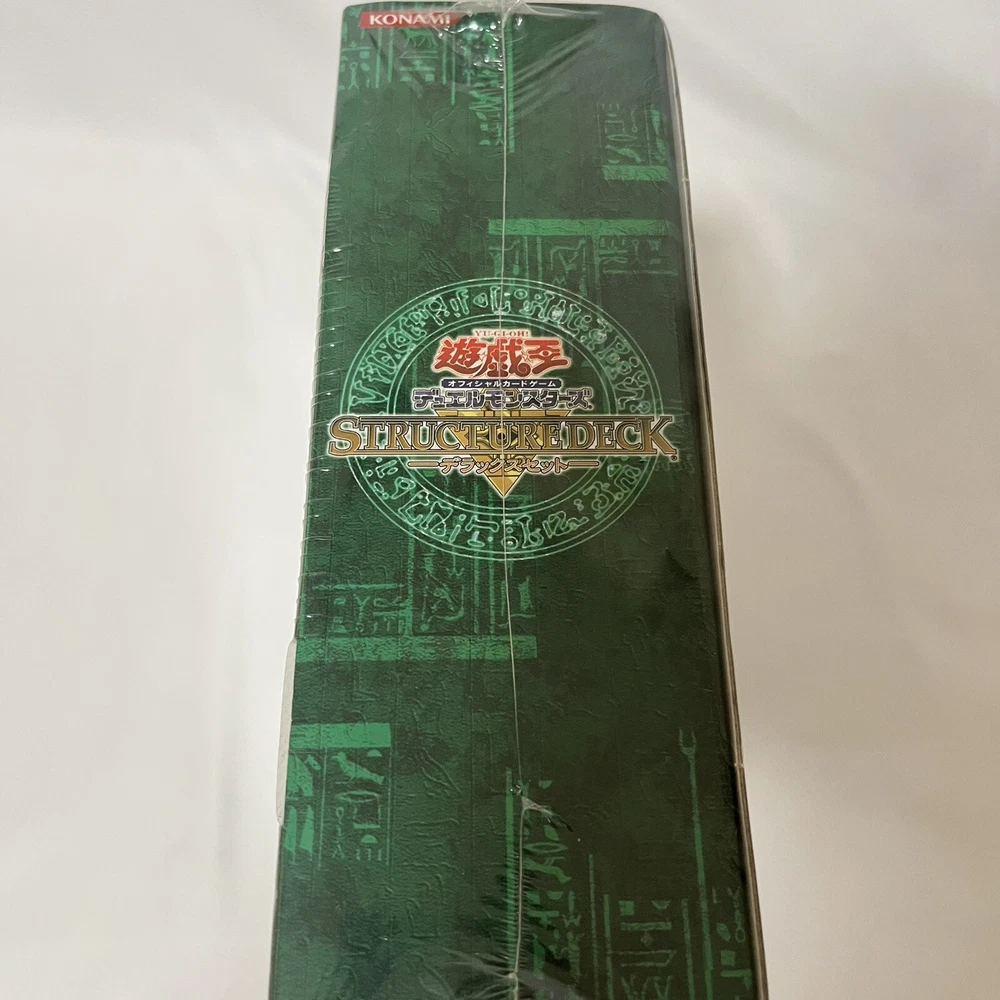 KONAMI
YU-GI-OH!
遊戯王
オフィシャルカードゲーム
デュエルモンスターズ
STRUCTURE DECK
デラックスセット